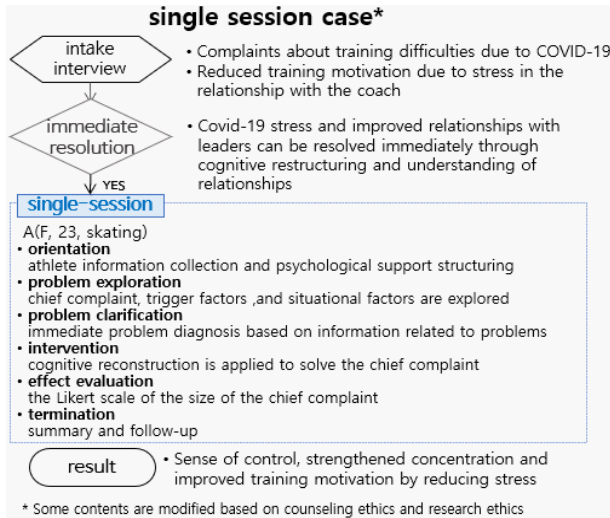 single session case*
intake
interview
• Complaints about training difficulties due to COVID-19
• Reduced training motivation due to stress in the
relationship with the coach
immediate
resolution
• Covid-19 stress and improved relationships with
leaders can be resolved immediately through
cognitive restructuring and understanding of
relationships
YES
single-session
A(F, 23, skating)
• orientation
athlete information collection and psychological support structuring
• problem exploration
chief complaint, trigger factors ,and situational factors are explored
• problem clarification
immediate problem diagnosis based on information related to problems
• intervention
cognitive reconstruction is applied to solve the chief complaint
• effect evaluation
the Likert scale of the size of the chief complaint
• termination
summary and follow-up
result
• Sense of control, strengthened concentration and
improved training motivation by reducing stress
* Some contents are modified based on counseling ethics and research ethics